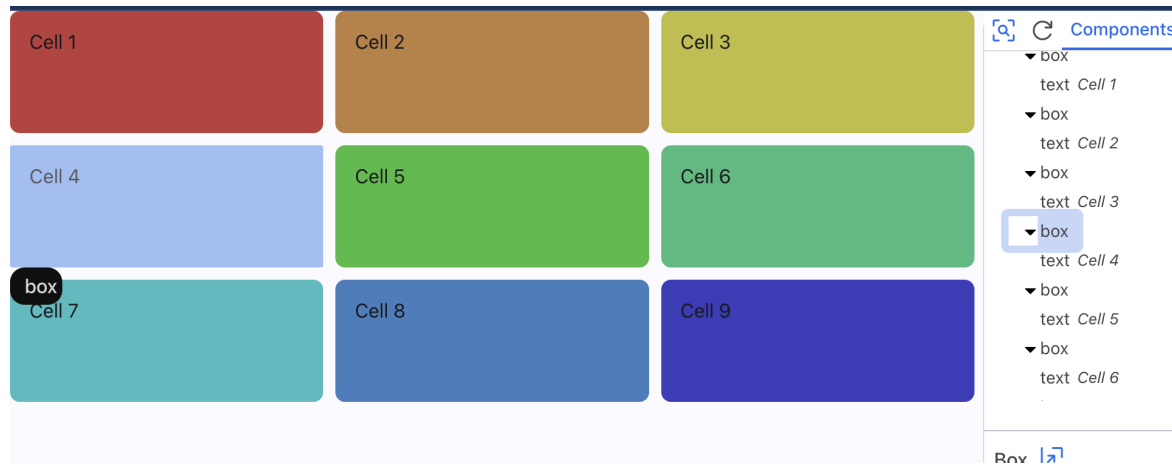 Cell 1
Cell 2
Cell 3
Cell 4
Cell 5
Cell 6
box
Cell 7
Cell 8
Cell 9
Components
box
text Cell 1
box
text Cell 2
box
text Cell 3
box
text Cell 4
box
text Cell 5
box
text Cell 6
Box